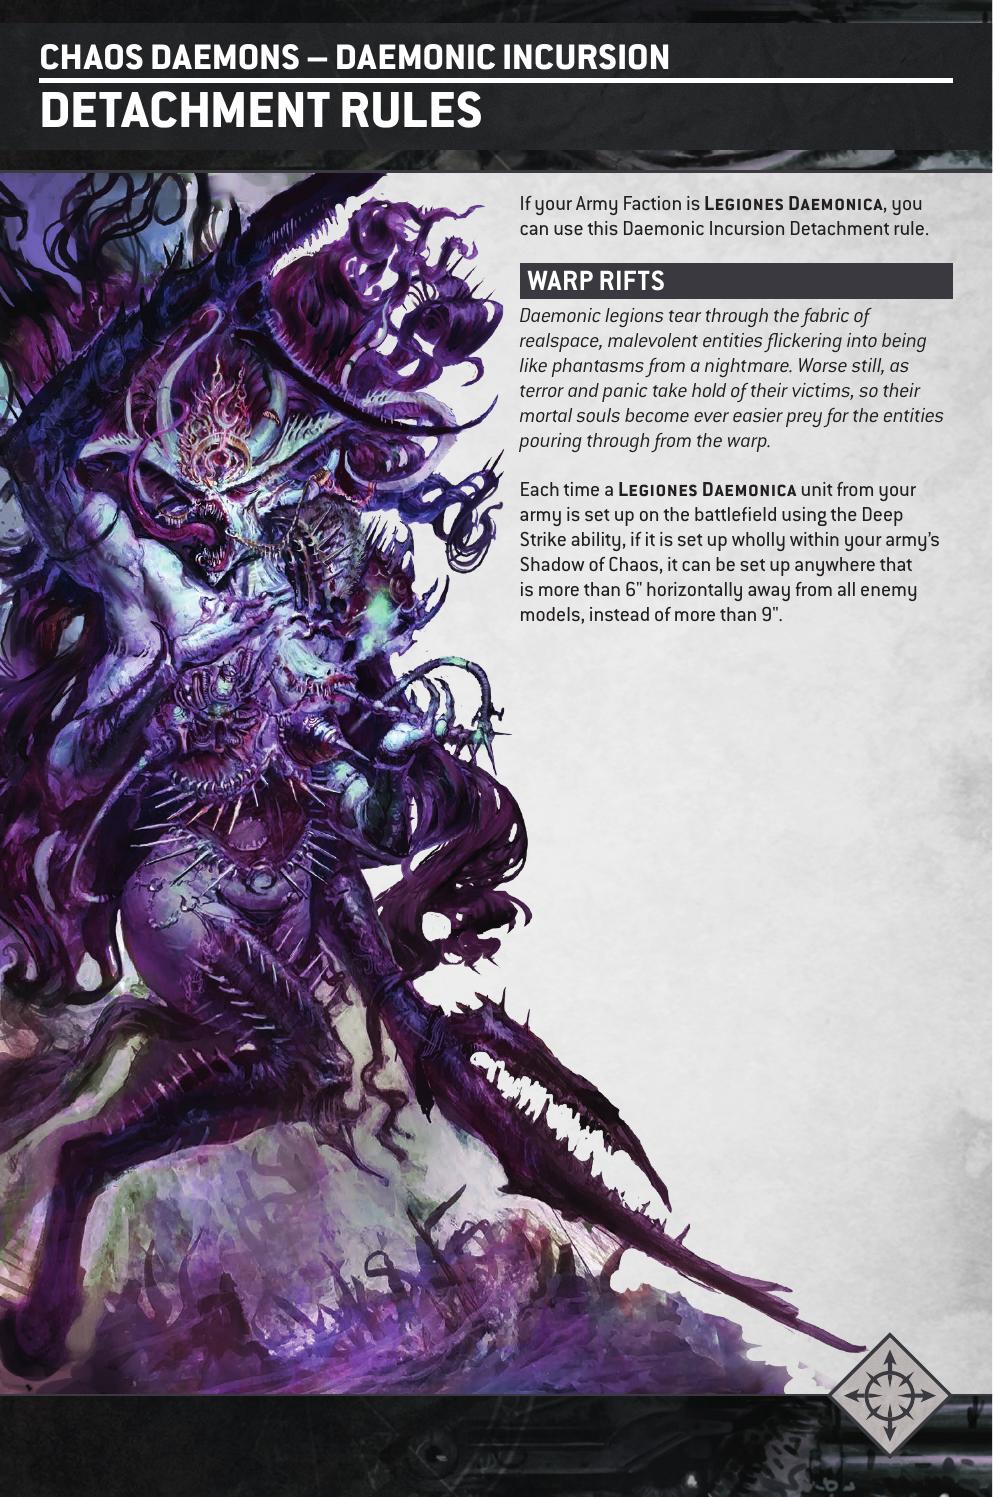 CHAOS DAEMONS – DAEMONIC INCURSION
DETACHMENT RULES
If your Army Faction is LEGIONES DAEMONICA, you
can use this Daemonic Incursion Detachment rule.
WARP RIFTS
Daemonic legions tear through the fabric of
realspace, malevolent entities flickering into being
like phantasms from a nightmare. Worse still, as
terror and panic take hold of their victims, so their
mortal souls become ever easier prey for the entities
pouring through from the warp.
Each time a LEGIONES DAEMONICA unit from your
army is set up on the battlefield using the Deep
Strike ability, if it is set up wholly within your army’s
Shadow of Chaos, it can be set up anywhere that
is more than 6" horizontally away from all enemy
models, instead of more than 9".